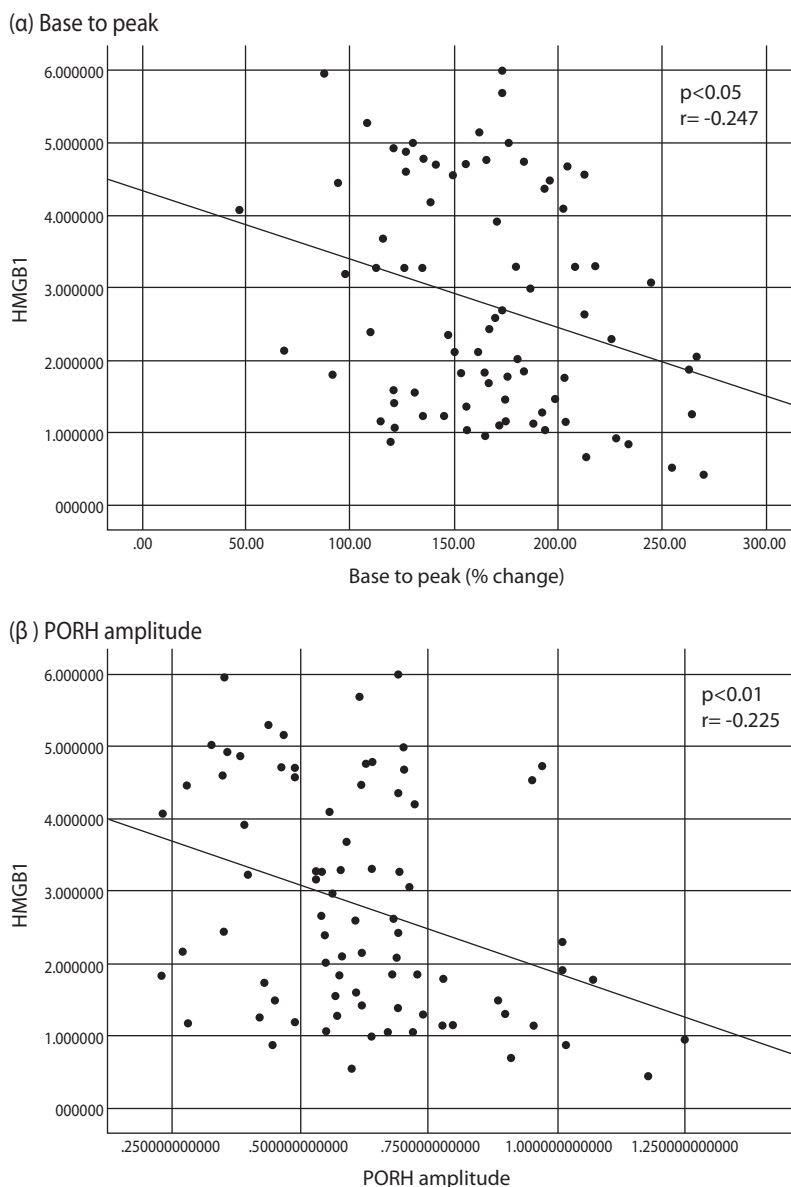 (α) Base to peak
6.000000
p<0.05
r= -0.247
5.000000
4.000000
HMGB1
3.000000
2.000000
1.000000
000000
.00 50.00 100.00 150.00 200.00 250.00 300.00
Base to peak (% change)
(β ) PORH amplitude
6.000000
p<0.01
r= -0.225
5.000000
4.000000
HMGB1
3.000000
2.000000
1.000000
000000
.250000000000 .500000000000 .750000000000 1.000000000000 1.250000000000
PORH amplitude